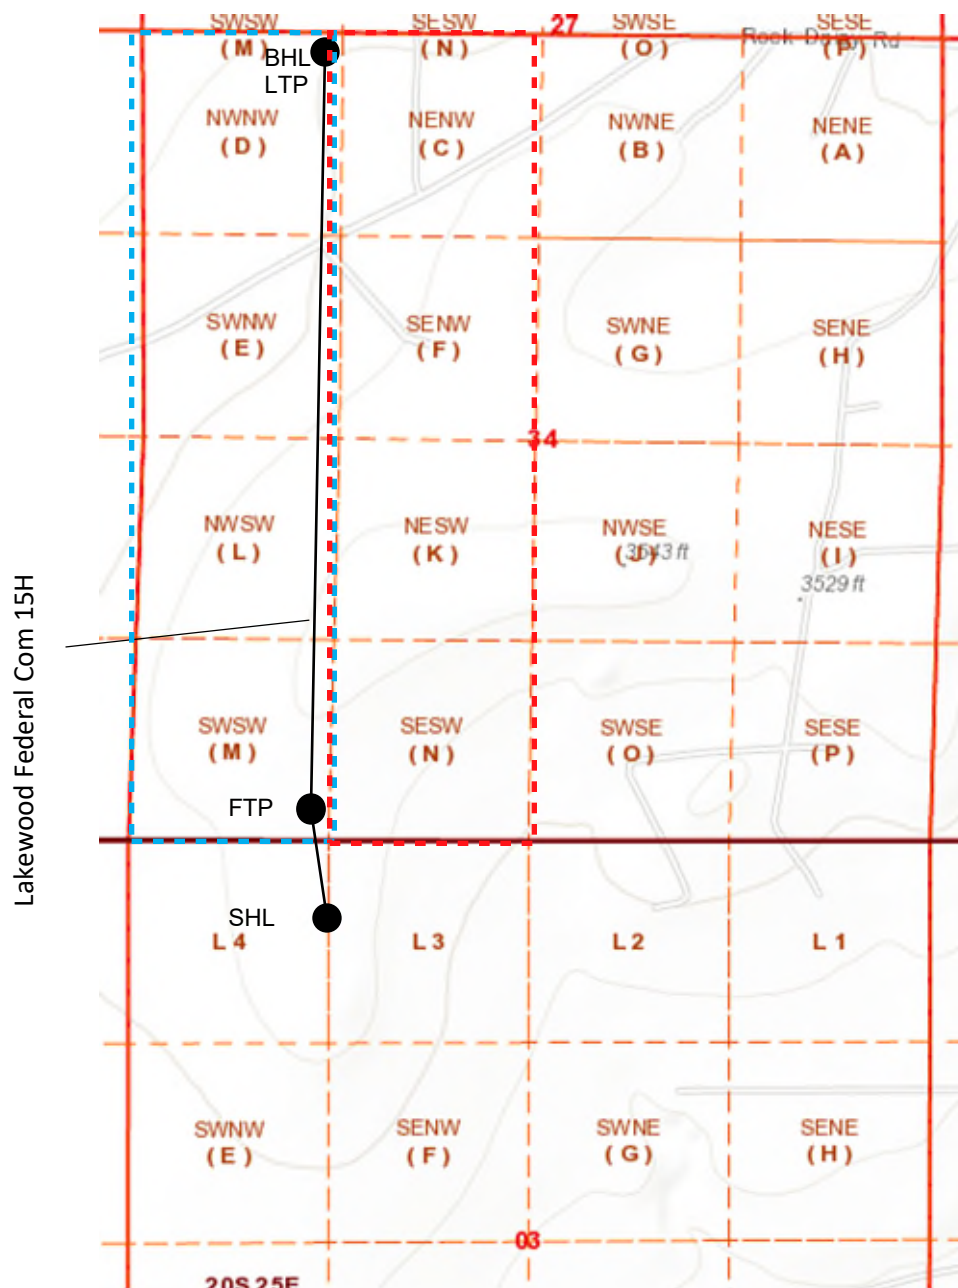 SWSW
SESW
27
SWSE
SESE
(M)
(N)
(O)
(P)
BHL
LTP
NWNW
(D)
NENW
(C)
NWNE
(B)
NENE
(A)
SWNW
(E)
SENW
(F)
SWNE
(G)
SENE
(H)
34
NWSW
(L)
NESW
(K)
NWSE
(J)
3543 ft
NESE
(I)
3529 ft
Lakewood Federal Com 15H
SWSW
(M)
SESW
(N)
SWSE
(O)
SESE
(P)
FTP
SHL
L 4
L 3
L 2
L 1
SWNW
(E)
SENW
(F)
SWNE
(G)
SENE
(H)
03
20S 25E